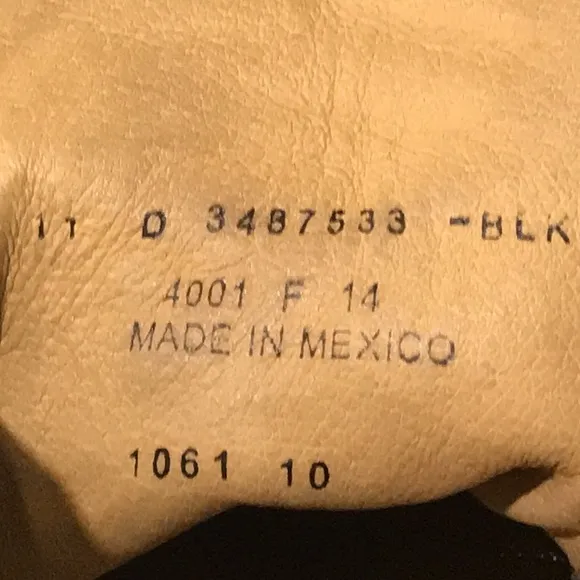 11 D 3487533 -BLK
4001 F 14
MADE IN MEXICO
1061 10